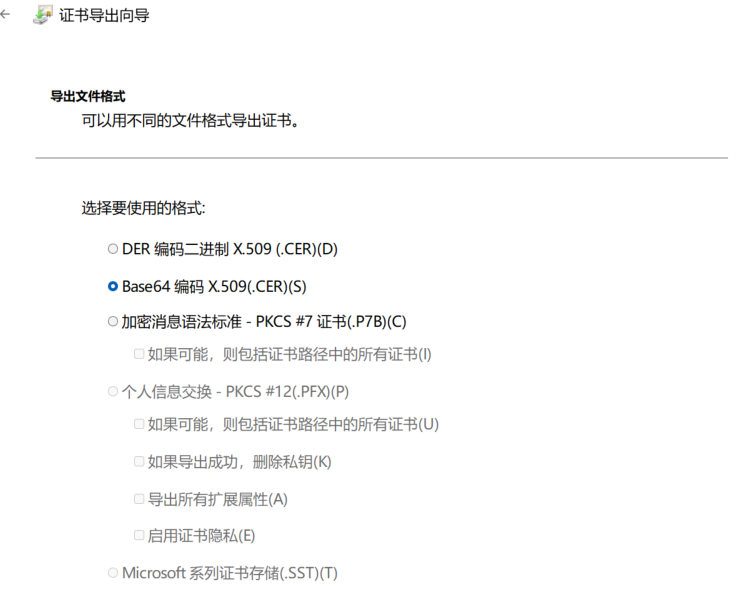 证书导出向导
导出文件格式
可以用不同的文件格式导出证书。
选择要使用的格式:
DER 编码二进制 X.509 (.CER)(D)
Base64 编码 X.509(.CER)(S)
加密消息语法标准 - PKCS #7 证书(.P7B)(C)
如果可能，则包括证书路径中的所有证书(I)
个人信息交换 - PKCS #12(.PFX)(P)
如果可能，则包括证书路径中的所有证书(U)
如果导出成功，删除私钥(K)
导出所有扩展属性(A)
启用证书隐私(E)
Microsoft 系列证书存储(.SST)(T)